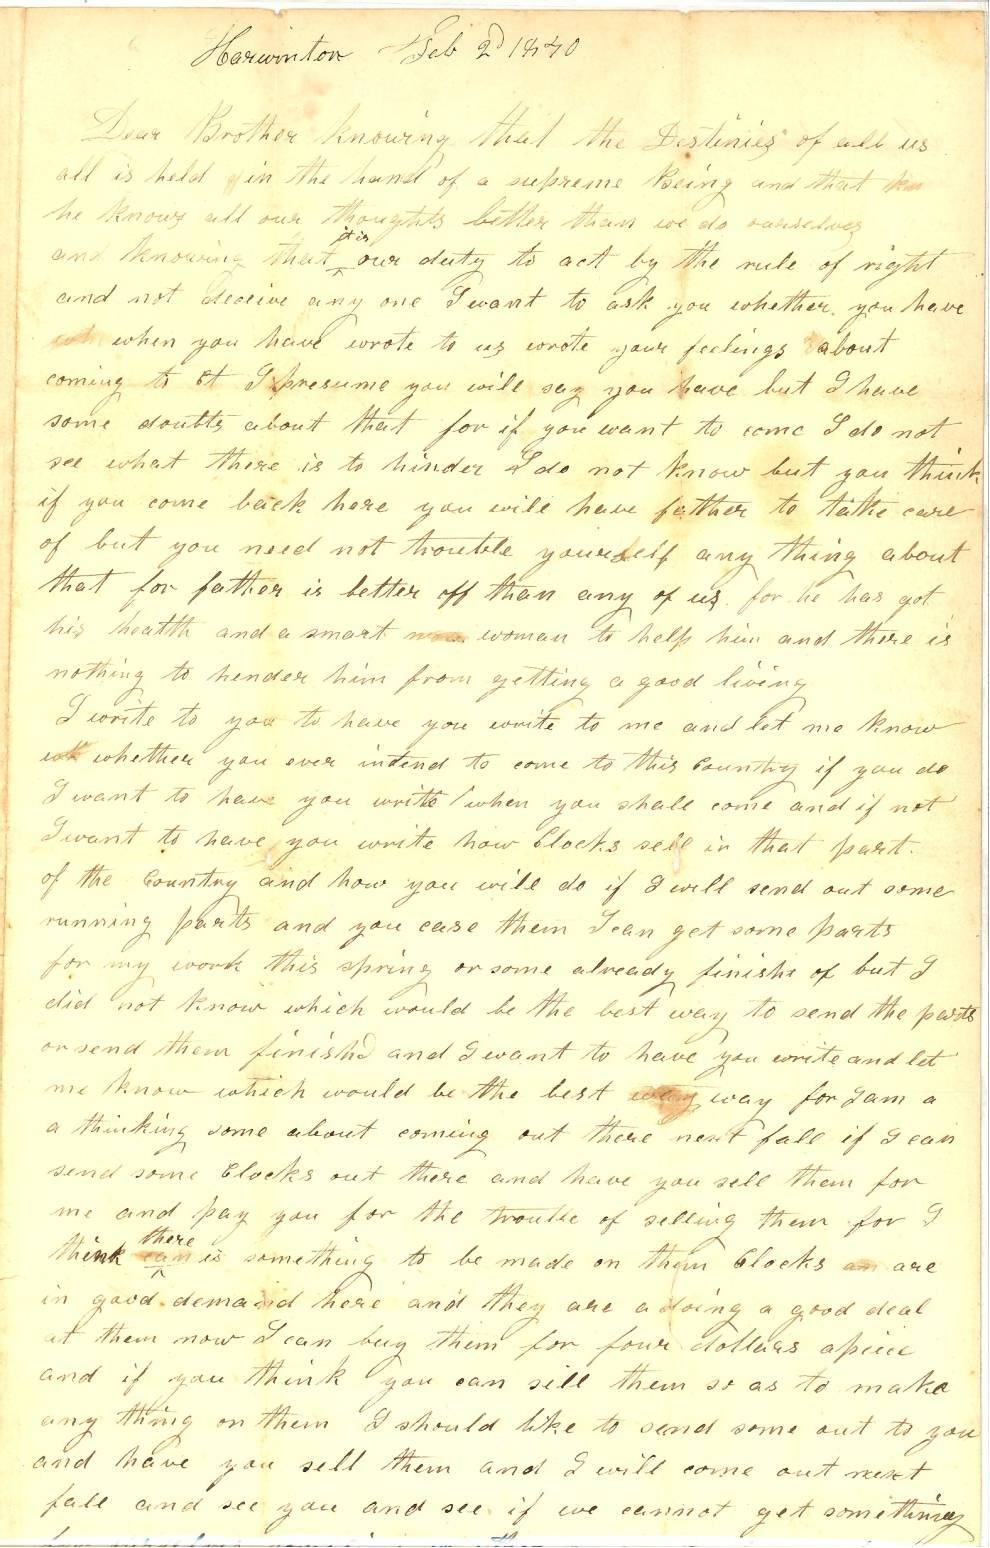 Harwinton Feb 2d 1840
Dear Brother knowing that the Destinies of all us
all is held in the hand of a supreme Being and that
he knows all our thoughts better than we do ourselves
and knowing that it is our duty to act by the rule of right
and not deceive any one I want to ask you whether you have
when you have wrote to us wrote your feelings about
coming to Ct I presume you will say you have but I have
some doubts about that for if you want to come I do not
see what there is to hinder I do not know but you think
if you come back here you will have father to take care
of but you need not trouble yourself any thing about
that for father is better off than any of us for he has got
his health and a smart woman to help him and there is
nothing to hender him from getting a good living
I write to you to have you write to me and let me know
whether you ever intend to come to this Country if you do
I want to have you write when you shall come and if not
I want to have you write how Clocks sell in that part
of the Country and how you will do if I will send out some
running parts and you case them I can get some parts
for my work this spring or some already finishd of but I
did not know which would be the best way to send the parts
or send them finishd and I want to have you write and let
me know which would be the best way for I am a
a thinking some about coming out there next fall if I can
send some Clocks out there and have you sell them for
me and pay you for the trouble of selling them for I
think there is something to be made on them Clocks are
in good demand here and they are a doing a good deal
at them now I can buy them for four dollars apiece
and if you think you can sell them so as to make
any thing on them I should like to send some out to you
and have you sell them and I will come out next
fall and see you and see if we cannot get something